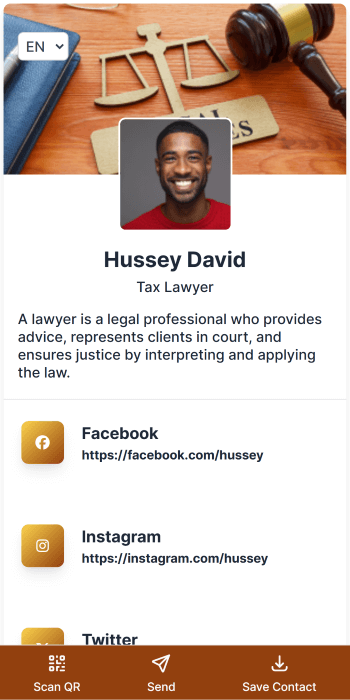 EN
Hussey David
Tax Lawyer
A lawyer is a legal professional who provides
advice, represents clients in court, and
ensures justice by interpreting and applying
the law.
Facebook
https://facebook.com/hussey
Instagram
https://instagram.com/hussey
Twitter
Scan QR
Send
Save Contact